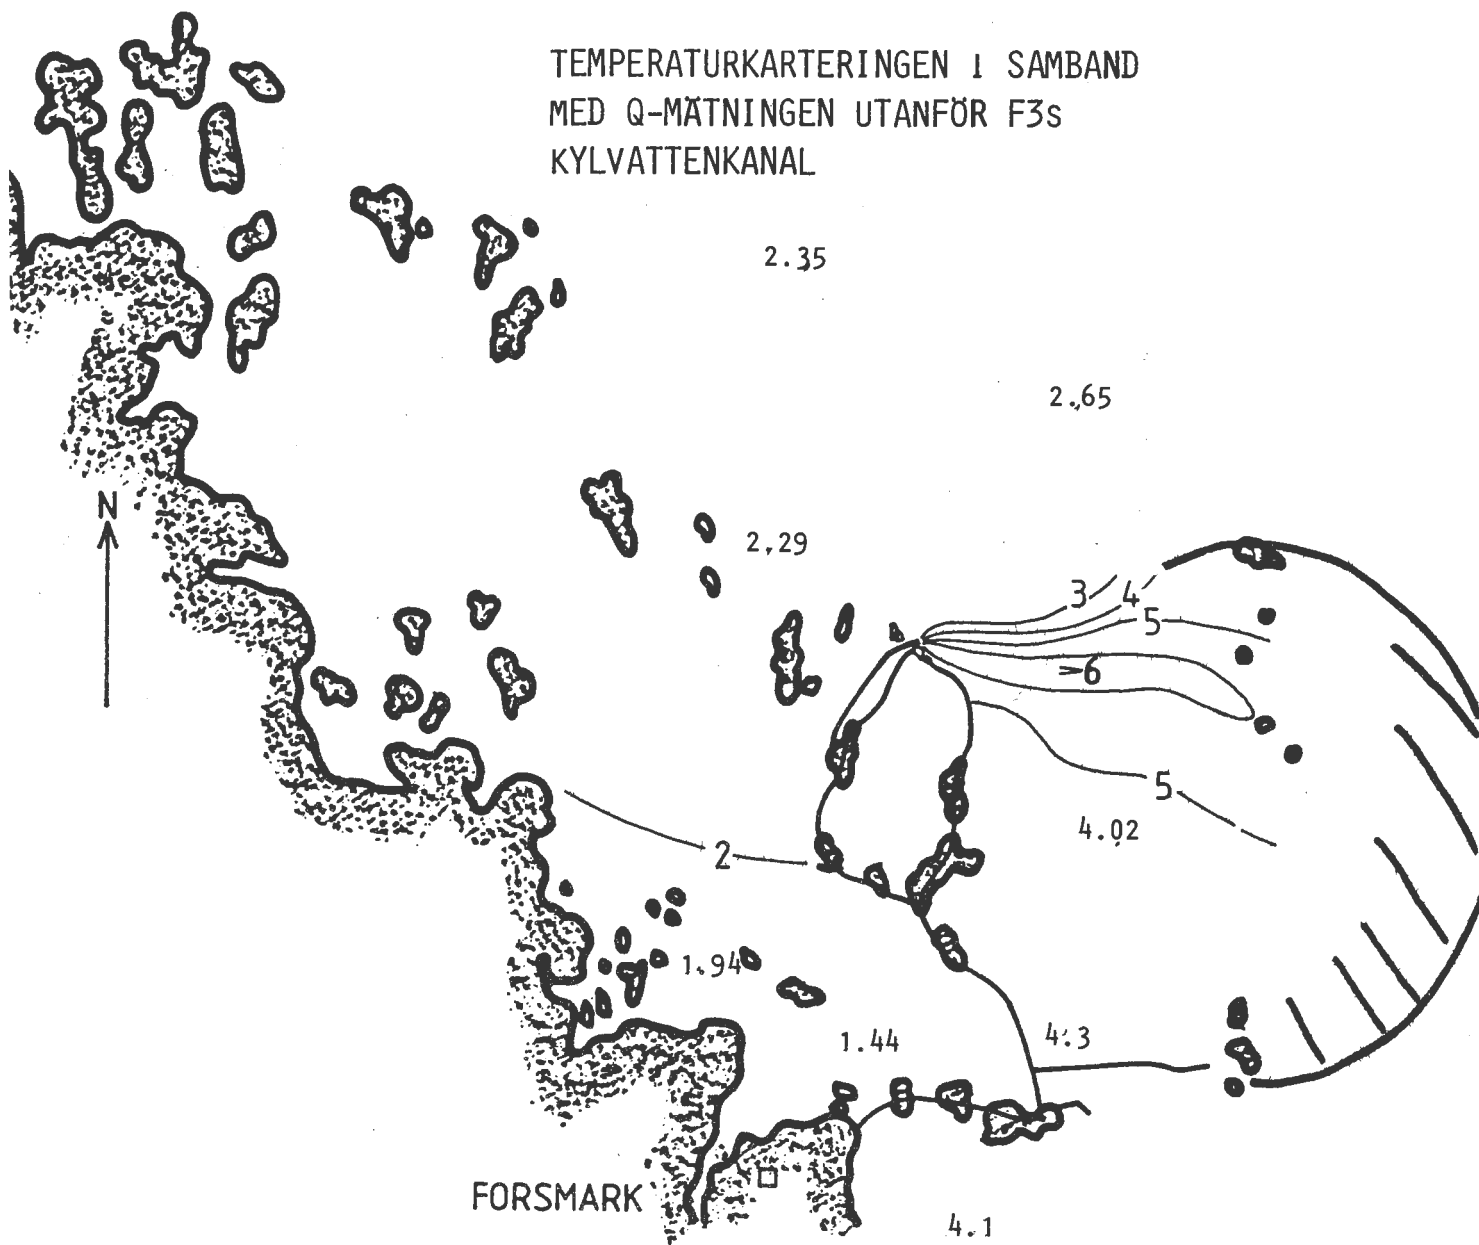 TEMPERATURKARTERINGEN I SAMBAND
MED Q-MÄTNINGEN UTANFÖR F3s
KYLVATTENKANAL
2.35
2.65
N
2,29
3
4
5
>6
5
4.02
2
1.94
1.44
4.3
FORSMARK
4.1